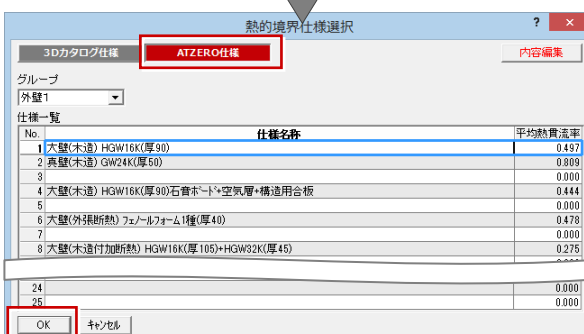 熱的境界仕様選択 ? ×
3Dカタログ仕様 ATZERO仕様 内容編集
グループ
外壁1
仕様一覧
No. 仕様名称 平均熱貫流率
1 大壁(木造) HGW16K(厚90) 0.497
2 真壁(木造) GW24K(厚50) 0.809
3 0.000
4 大壁(木造) HGW16K(厚90)石膏ボード+空気層+構造用合板 0.444
5 0.000
6 大壁(外張断熱) フェノールフォーム1種(厚40) 0.478
7 0.000
8 大壁(木造付加断熱) HGW16K(厚105)+HGW32K(厚45) 0.275
24 0.000
25 0.000
OK キャンセル